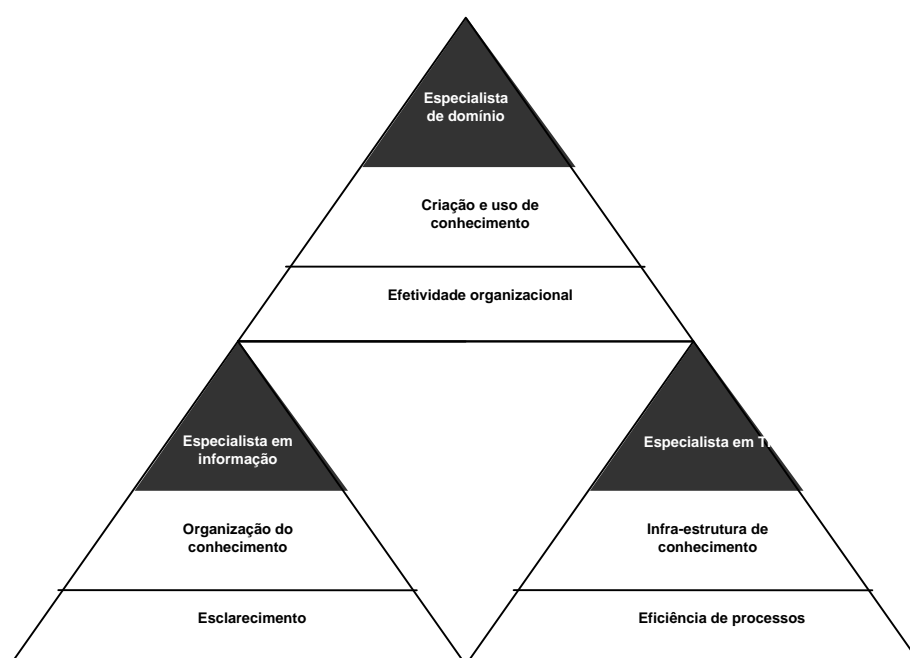 Especialista
de domínio
Criação e uso de
conhecimento
Efetividade organizacional
Especialista em
informação
Especialista em TI
Organização do
conhecimento
Infra-estrutura de
conhecimento
Esclarecimento
Eficiência de processos